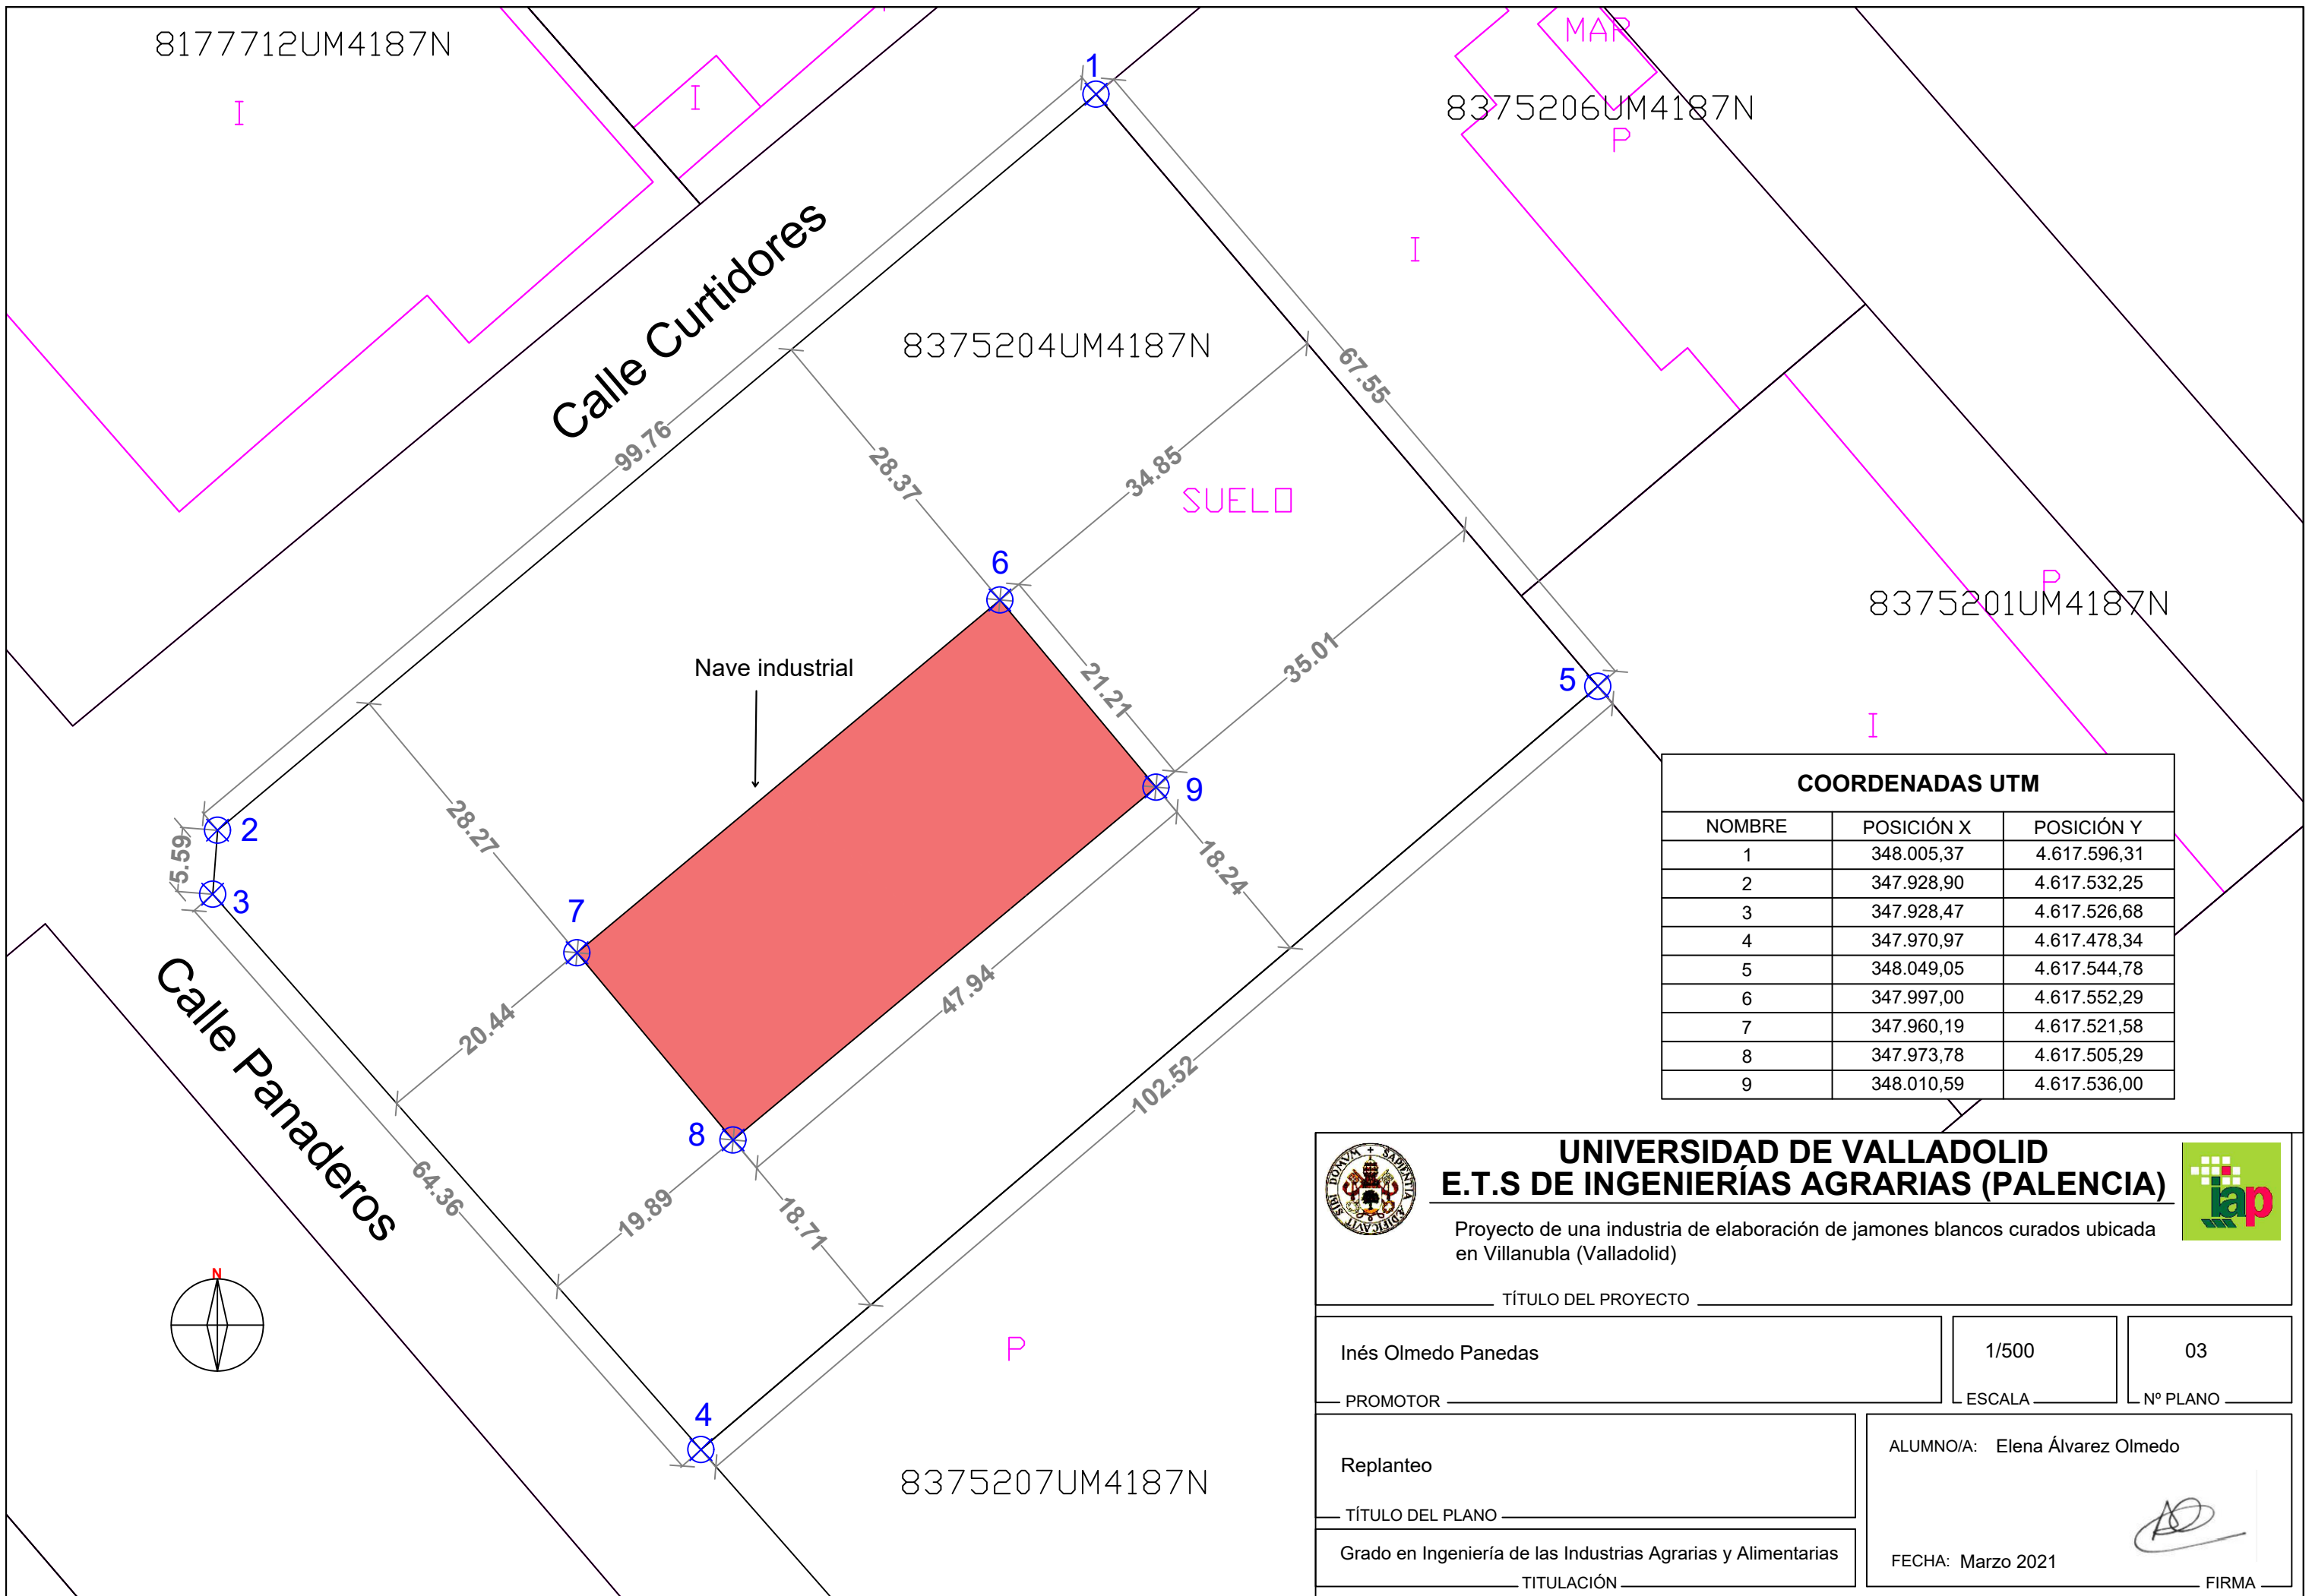 8177712UM4187N
I
I
MAP
8375206UM4187N
P
I
1
Calle Curtidores
8375204UM4187N
67.55
99.76
28.37
34.85
SUELO
6
P
8375201UM4187N
Nave industrial
21.21
35.01
5
I
28.27
2
9
5.59
3
18.24
7
47.94
20.44
Calle Panaderos
102.52
8
64.36
19.89
18.71
N
P
4
8375207UM4187N
COORDENADAS UTM
NOMBRE POSICIÓN X POSICIÓN Y
1 348.005,37 4.617.596,31
2 347.928,90 4.617.532,25
3 347.928,47 4.617.526,68
4 347.970,97 4.617.478,34
5 348.049,05 4.617.544,78
6 347.997,00 4.617.552,29
7 347.960,19 4.617.521,58
8 347.973,78 4.617.505,29
9 348.010,59 4.617.536,00
UNIVERSIDAD DE VALLADOLID
E.T.S DE INGENIERÍAS AGRARIAS (PALENCIA)
iap
Proyecto de una industria de elaboración de jamones blancos curados ubicada
en Villanubla (Valladolid)
TÍTULO DEL PROYECTO
Inés Olmedo Panedas
PROMOTOR
1/500
ESCALA
03
Nº PLANO
Replanteo
TÍTULO DEL PLANO
ALUMNO/A: Elena Álvarez Olmedo
Grado en Ingeniería de las Industrias Agrarias y Alimentarias
TITULACIÓN
FECHA: Marzo 2021
FIRMA